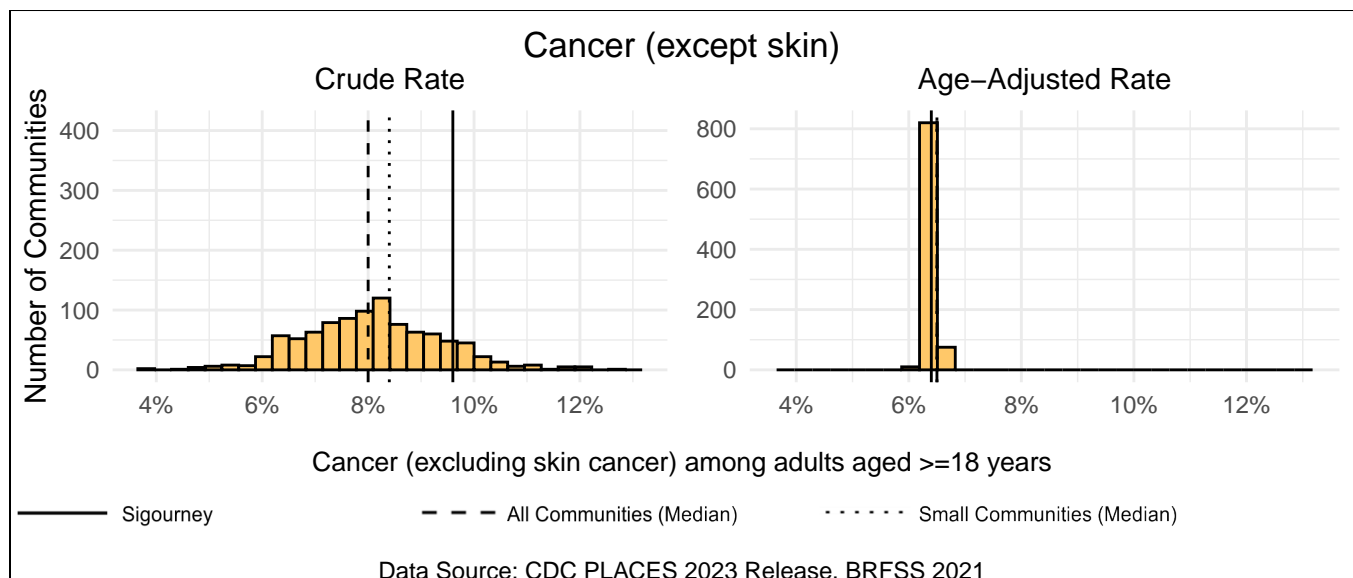 Cancer (except skin)
Crude Rate
Age−Adjusted Rate
Number of Communities
400
300
200
100
0
4%
6%
8%
10%
12%
800
600
400
200
0
4%
6%
8%
10%
12%
Cancer (excluding skin cancer) among adults aged >=18 years
Sigourney
All Communities (Median)
Small Communities (Median)
Data Source: CDC PLACES 2023 Release, BRFSS 2021